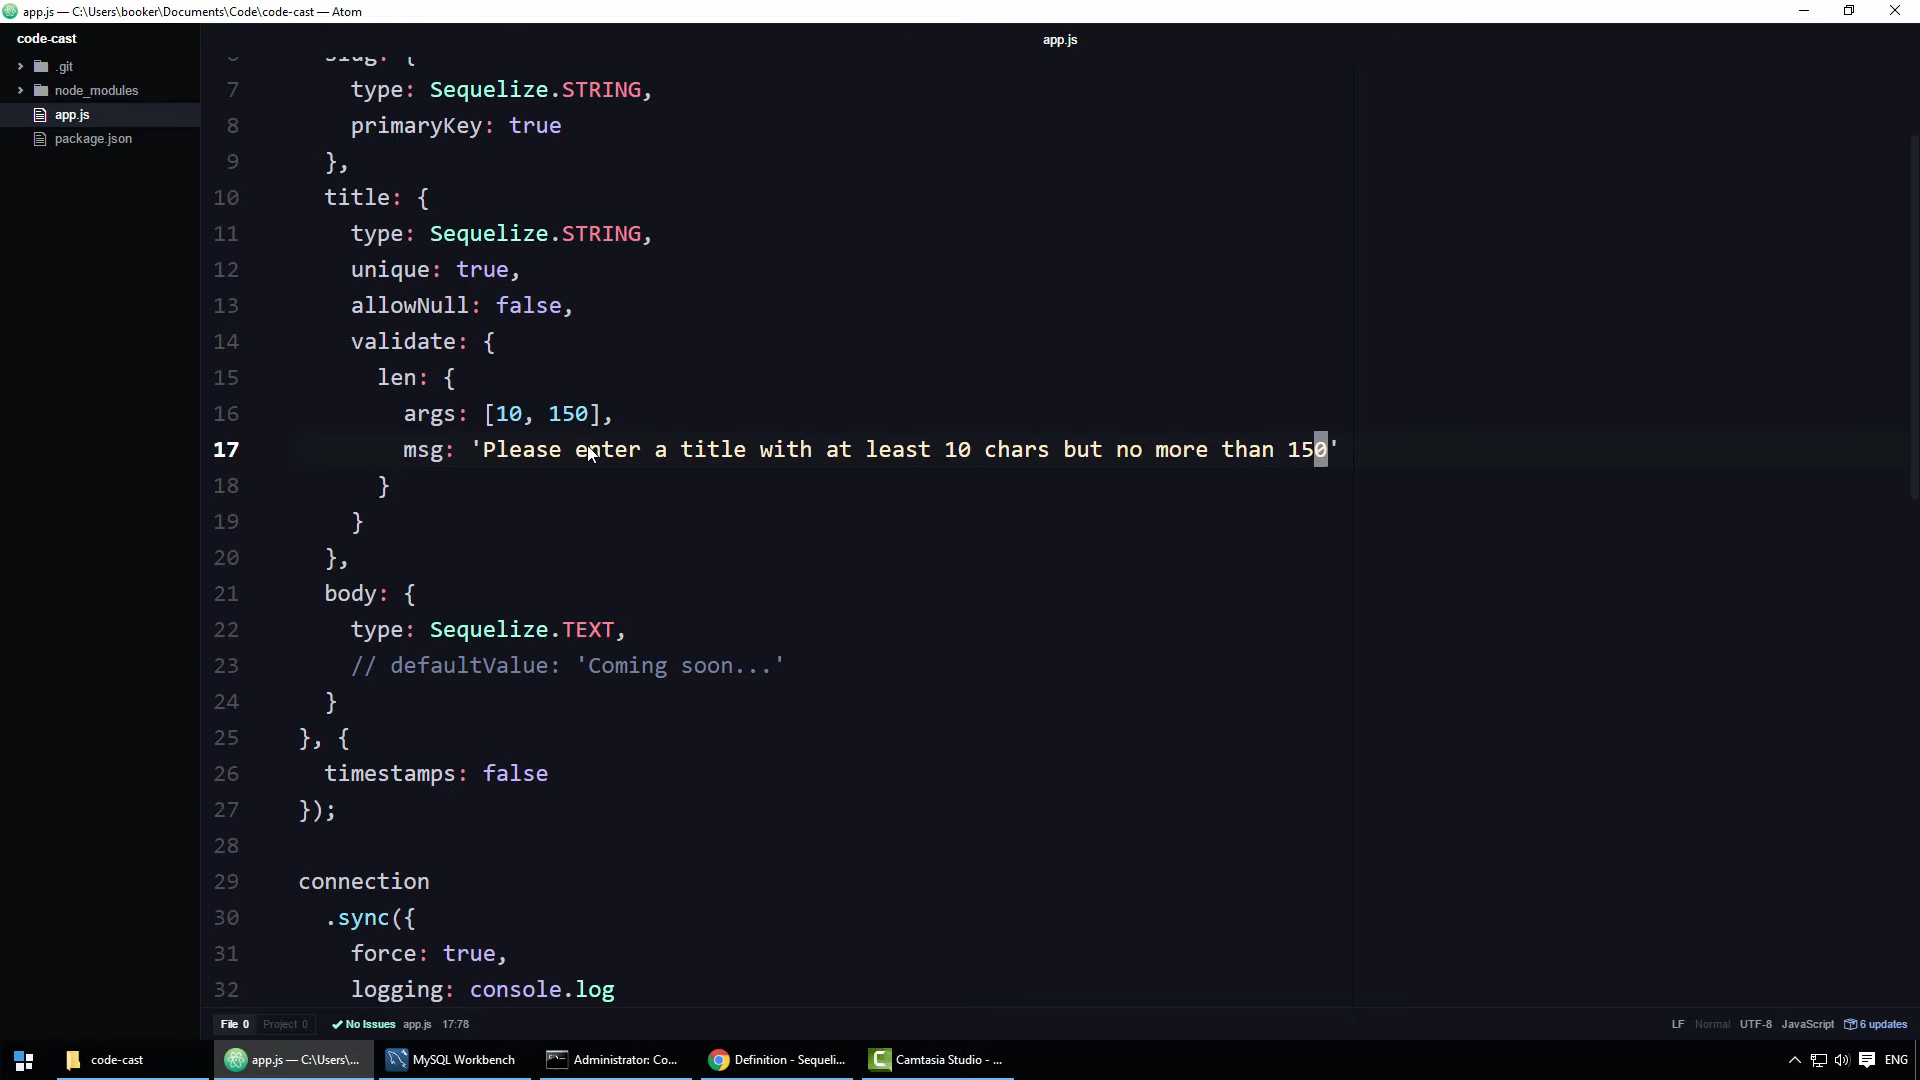 app.js — C:\Users\booker\Documents\Code\code-cast — Atom
code-cast
app.js
.git
node_modules
app.js
package.json
6 slug: {
7 type: Sequelize.STRING,
8 primaryKey: true
9 },
10 title: {
11 type: Sequelize.STRING,
12 unique: true,
13 allowNull: false,
14 validate: {
15 len: {
16 args: [10, 150],
17 msg: 'Please enter a title with at least 10 chars but no more than 150'
18 }
19 }
20 },
21 body: {
22 type: Sequelize.TEXT,
23 // defaultValue: 'Coming soon...'
24 }
25 }, {
26 timestamps: false
27 });
28
29 connection
30 .sync({
31 force: true,
32 logging: console.log
File 0 Project 0 No Issues app.js 17:78 LF Normal UTF-8 JavaScript 6 updates
code-cast app.js — C:\Users\... MySQL Workbench Administrator: Co... Definition - Sequeli... Camtasia Studio - ... ENG